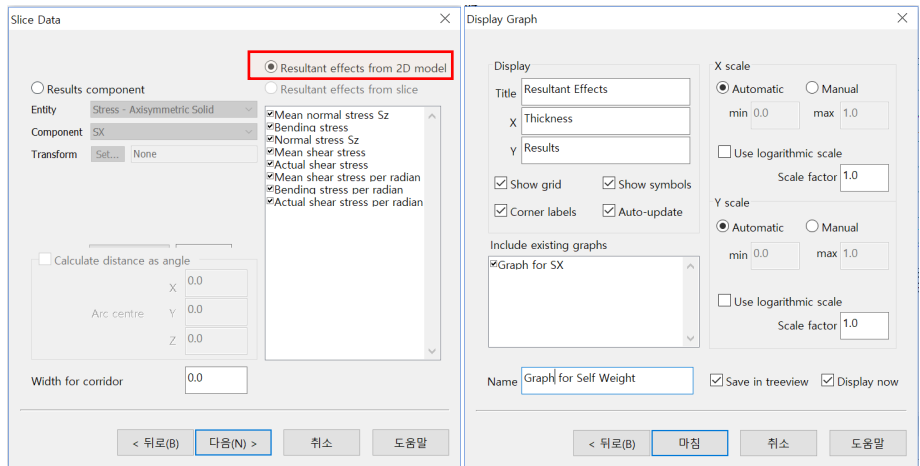 Slice Data
Resultant effects from 2D model
Results component
Resultant effects from slice
Entity Stress - Axisymmetric Solid
Component SX
Transform Set... None
Mean normal stress Sz
Bending stress
Normal stress Sz
Mean shear stress
Actual shear stress
Mean shear stress per radian
Bending stress per radian
Actual shear stress per radian
Calculate distance as angle
X 0.0
Arc centre Y 0.0
Z 0.0
Width for corridor 0.0
< 뒤로(B) 다음(N) > 취소 도움말
Display Graph
Display
Title Resultant Effects
X Thickness
Y Results
Show grid Show symbols
Corner labels Auto-update
Include existing graphs
Graph for SX
X scale
Automatic Manual
min 0.0 max 1.0
Use logarithmic scale
Scale factor 1.0
Y scale
Automatic Manual
min 0.0 max 1.0
Use logarithmic scale
Scale factor 1.0
Name Graph for Self Weight Save in treeview Display now
< 뒤로(B) 마침 취소 도움말